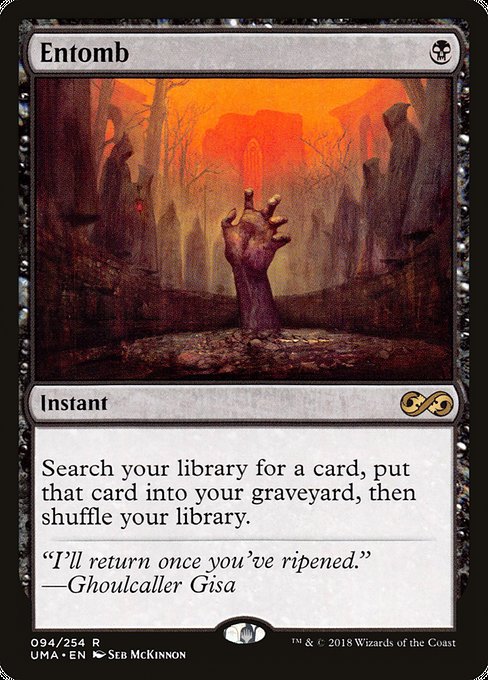 Entomb
Instant
Search your library for a card, put
that card into your graveyard, then
shuffle your library.
“I’ll return once you’ve ripened.”
—Ghoulcaller Gisa
094/254 R
UMA • EN Seb McKinnon
™ & © 2018 Wizards of the Coast